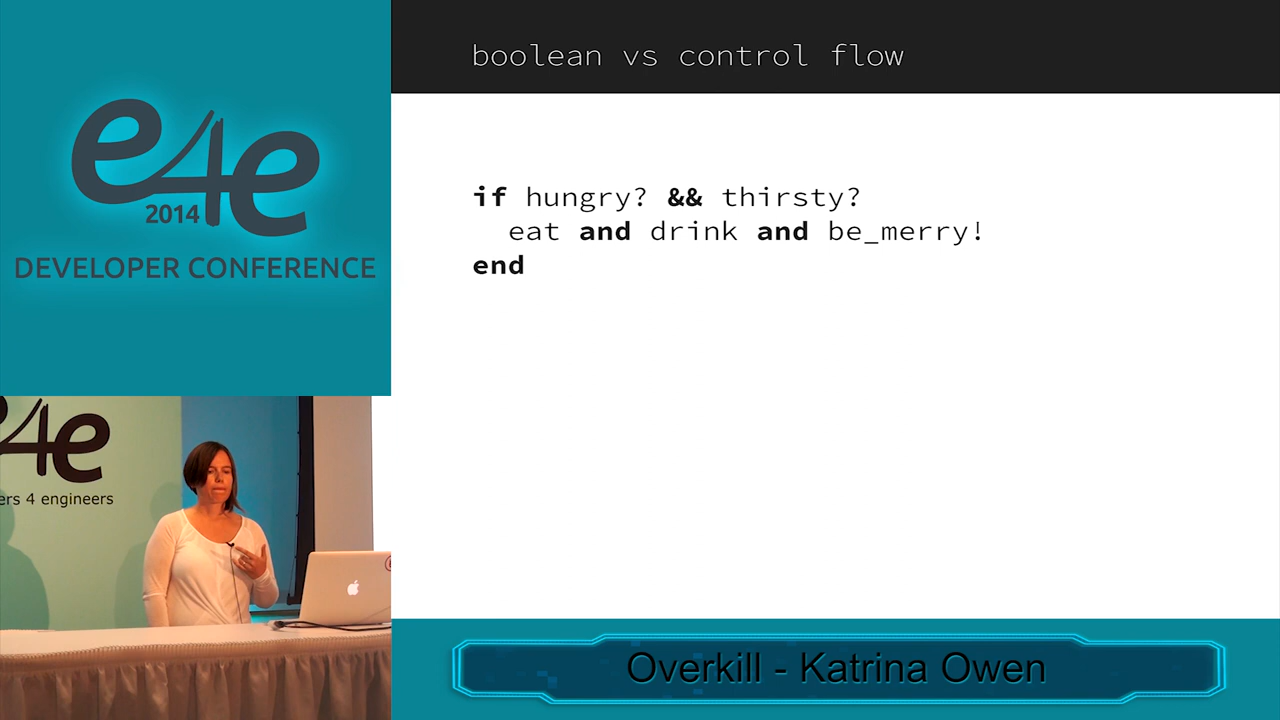 e4e
2014
DEVELOPER CONFERENCE
boolean vs control flow
if hungry? && thirsty?
eat and drink and be_merry!
end
4e
ers 4 engineers
Overkill - Katrina Owen